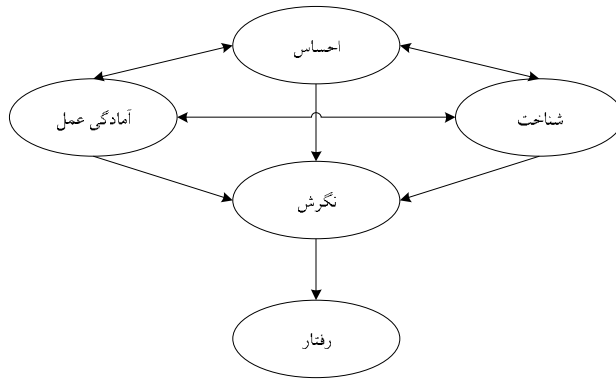 احساس
شناخت
آمادگی عمل
نگرش
رفتار